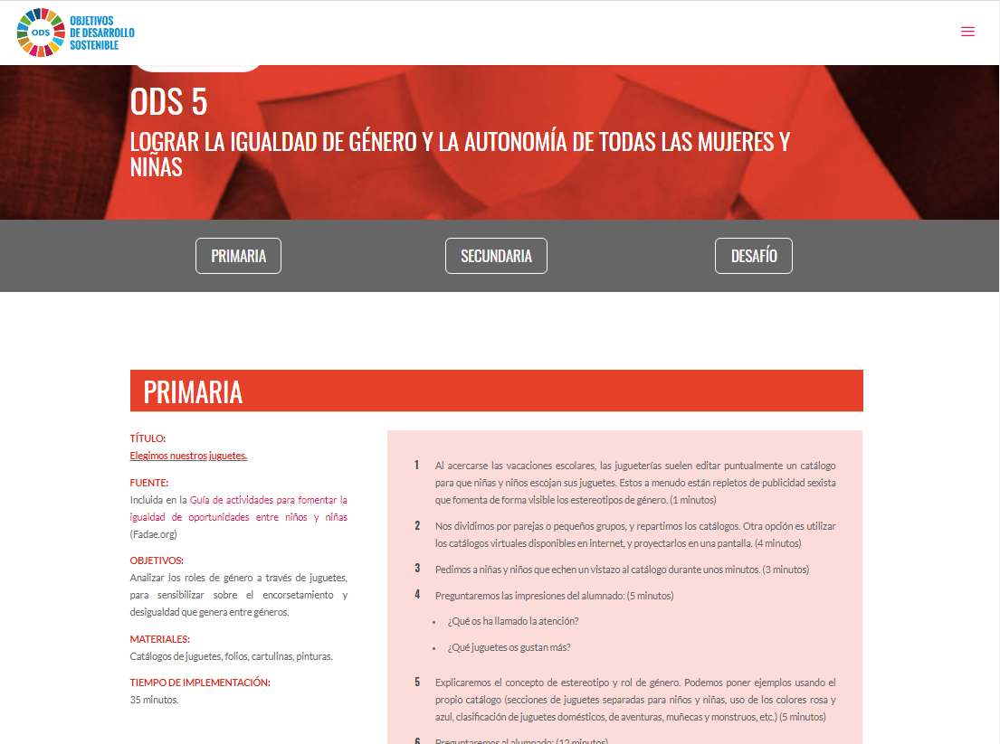 ODS
OBJETIVOS
DE DESARROLLO
SOSTENIBLE
ODS 5
LOGRAR LA IGUALDAD DE GÉNERO Y LA AUTONOMÍA DE TODAS LAS MUJERES Y
NIÑAS
PRIMARIA
SECUNDARIA
DESAFÍO
PRIMARIA
TÍTULO:
Elegimos nuestros juguetes.
FUENTE:
Incluida en la Guía de actividades para fomentar la
igualdad de oportunidades entre niños y niñas
(Fadae.org)
OBJETIVOS:
Analizar los roles de género a través de juguetes,
para sensibilizar sobre el encorsetamiento y
desigualdad que genera entre géneros.
MATERIALES:
Catálogos de juguetes, folios, cartulinas, pinturas.
TIEMPO DE IMPLEMENTACIÓN:
35 minutos.
1 Al acercarse las vacaciones escolares, las jugueterías suelen editar puntualmente un catálogo
para que niñas y niños escojan sus juguetes. Estos a menudo están repletos de publicidad sexista
que fomenta de forma visible los estereotipos de género. (1 minutos)
2 Nos dividimos por parejas o pequeños grupos, y repartimos los catálogos. Otra opción es utilizar
los catálogos virtuales disponibles en internet, y proyectarlos en una pantalla. (4 minutos)
3 Pedimos a niñas y niños que echen un vistazo al catálogo durante unos minutos. (3 minutos)
4 Preguntaremos las impresiones del alumnado: (5 minutos)
• ¿Qué os ha llamado la atención?
• ¿Qué juguetes os gustan más?
5 Explicaremos el concepto de estereotipo y rol de género. Podemos poner ejemplos usando el
propio catálogo (secciones de juguetes separadas para niños y niñas, uso de los colores rosa y
azul, clasificación de juguetes domésticos, de aventuras, muñecas y monstruos, etc.) (5 minutos)
6 Preguntaremos al alumnado: (12 minutos)